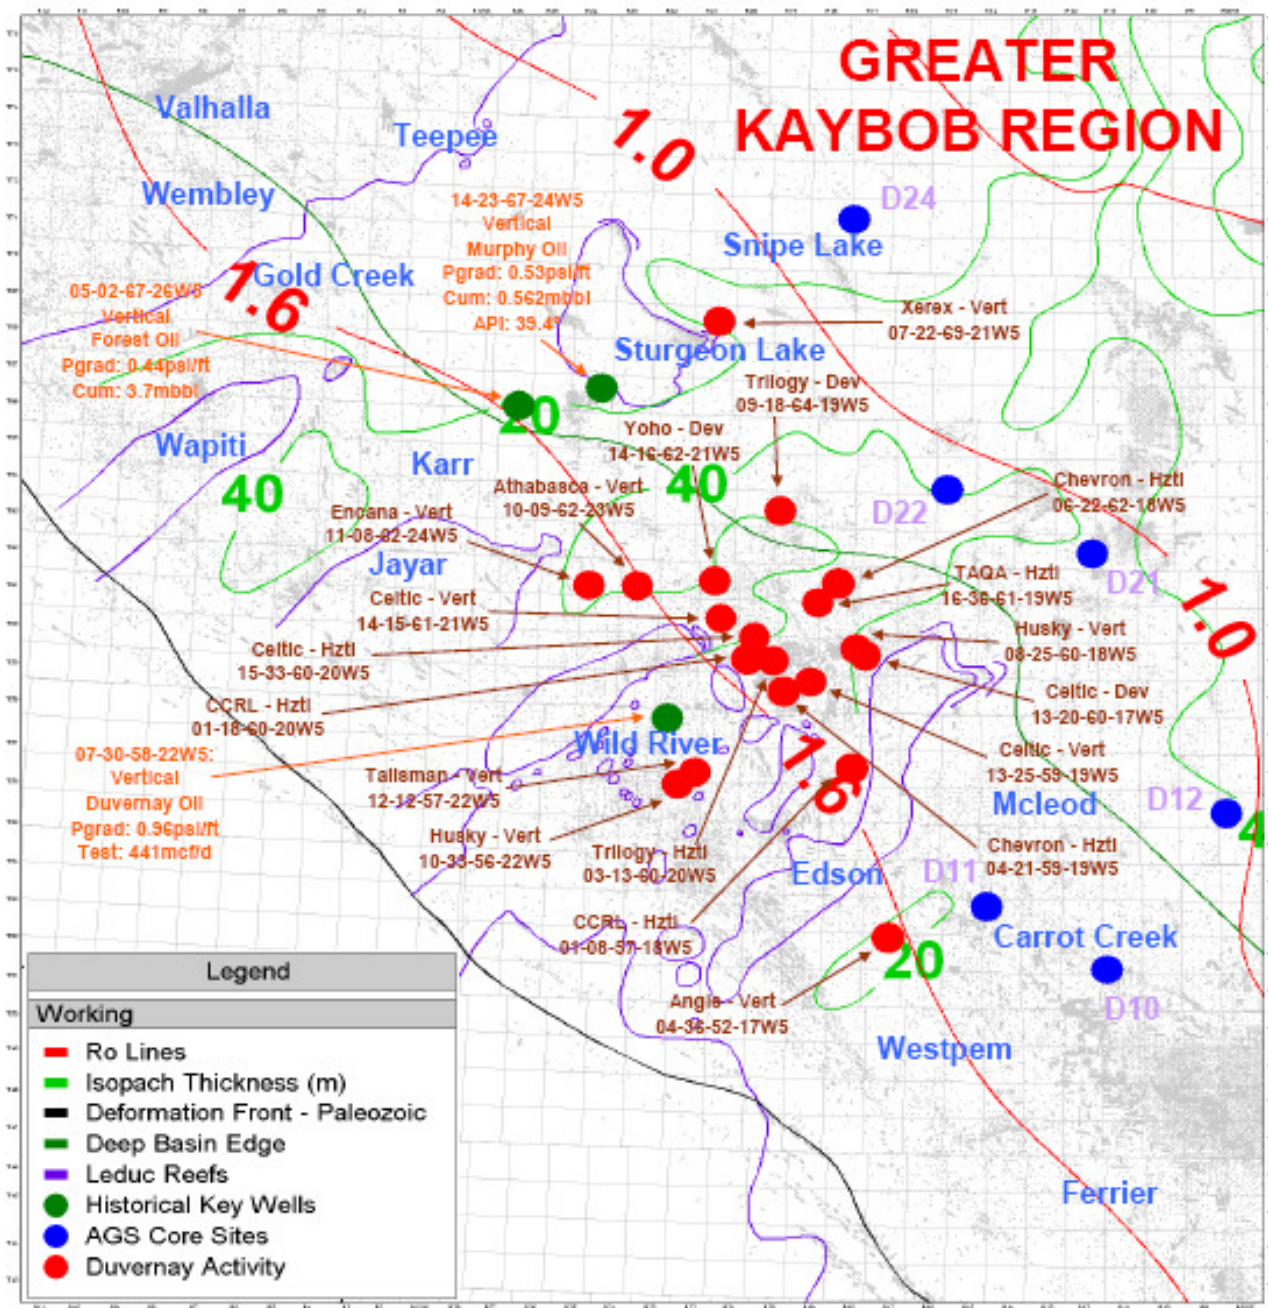 GREATER
KAYBOB REGION
Valhalla
Teepee
1.0
Wembley
D24
14-23-67-24W5
Vertical
Murphy Oil
Pgrad: 0.53psi/ft
Cum: 0.562mbbl
API: 39.4°
Snipe Lake
Gold Creek
1.6
05-02-67-26W5
Vertical
Forest Oil
Pgrad: 0.44psi/ft
Cum: 3.7mbbl
Xerex - Vert
07-22-69-21W5
Sturgeon Lake
Trilogy - Dev
09-18-64-19W5
20
Yoho - Dev
14-16-62-21W5
Wapiti
Karr
40
40
Athabasca - Vert
10-09-62-23W5
Chevron - Hztl
06-22-62-18W5
Encana - Vert
11-08-62-24W5
D22
Jayar
TAQA - Hztl
16-36-61-19W5
D21
Celtic - Vert
14-15-61-21W5
1.0
Husky - Vert
08-25-60-18W5
Celtic - Hztl
15-33-60-20W5
Celtic - Dev
13-20-60-17W5
CCRL - Hztl
01-18-60-20W5
Wild River
07-30-58-22W5:
Vertical
Duvernay Oil
Pgrad: 0.96psi/ft
Test: 441mcf/d
Celtic - Vert
13-25-59-19W5
1.6
Talisman - Vert
12-12-57-22W5
Mcleod
D12
4
Husky - Vert
10-33-56-22W5
Trilogy - Hztl
03-13-60-20W5
Chevron - Hztl
04-21-59-19W5
Edson
D11
CCRL - Hztl
01-08-57-18W5
Carrot Creek
20
Angle - Vert
04-36-52-17W5
D10
Westpem
Ferrier
Legend
Working
Ro Lines
Isopach Thickness (m)
Deformation Front - Paleozoic
Deep Basin Edge
Leduc Reefs
Historical Key Wells
AGS Core Sites
Duvernay Activity